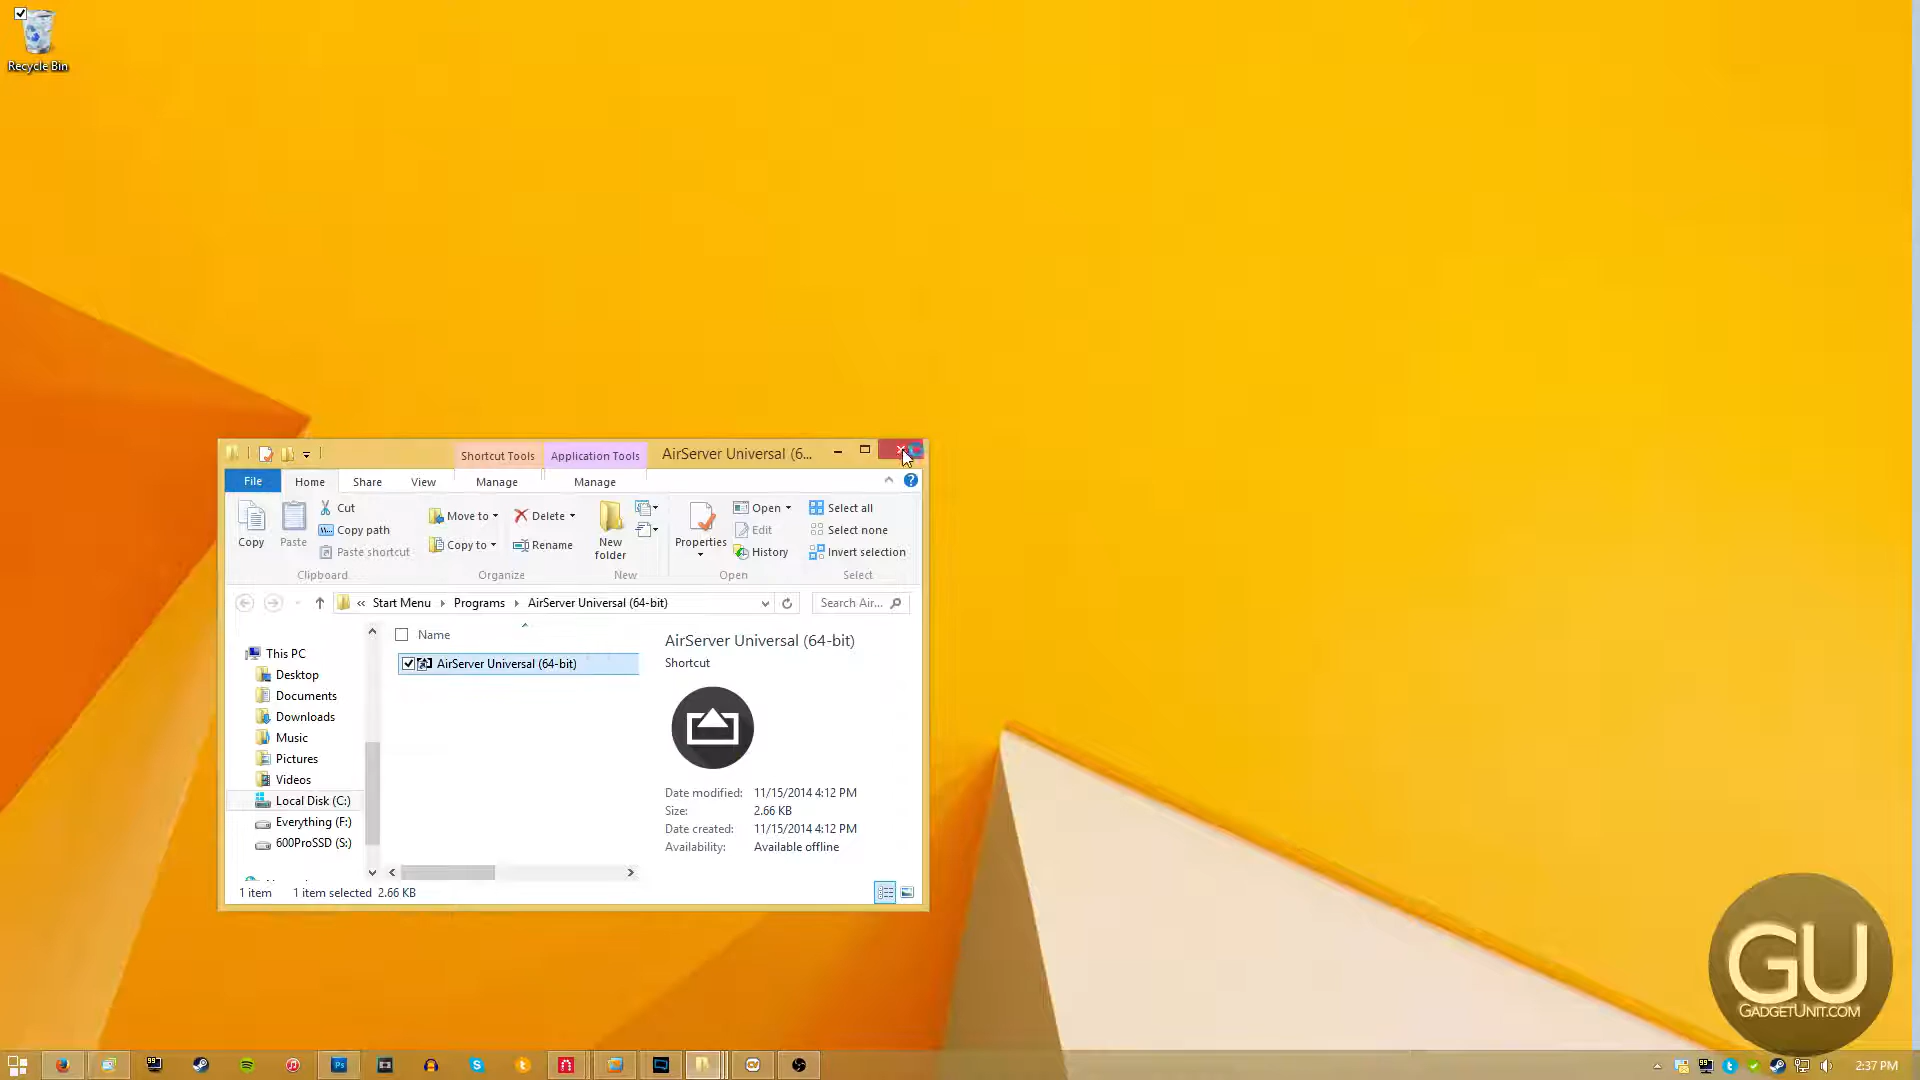 Recycle Bin
Shortcut Tools
Application Tools
AirServer Universal (6...
File
Home
Share
View
Manage
Manage
Copy
Paste
Cut
Copy path
Paste shortcut
Clipboard
Move to
Copy to
Delete
Rename
Organize
New
folder
New
Properties
Open
Edit
History
Open
Select all
Select none
Invert selection
Select
« Start Menu Programs AirServer Universal (64-bit)
Search Air...
This PC
Desktop
Documents
Downloads
Music
Pictures
Videos
Local Disk (C:)
Everything (F:)
600ProSSD (S:)
Name
AirServer Universal (64-bit)
AirServer Universal (64-bit)
Shortcut
Date modified: 11/15/2014 4:12 PM
Size: 2.66 KB
Date created: 11/15/2014 4:12 PM
Availability: Available offline
1 item 1 item selected 2.66 KB
GU
GADGETUNIT.COM
Ps
2:37 PM